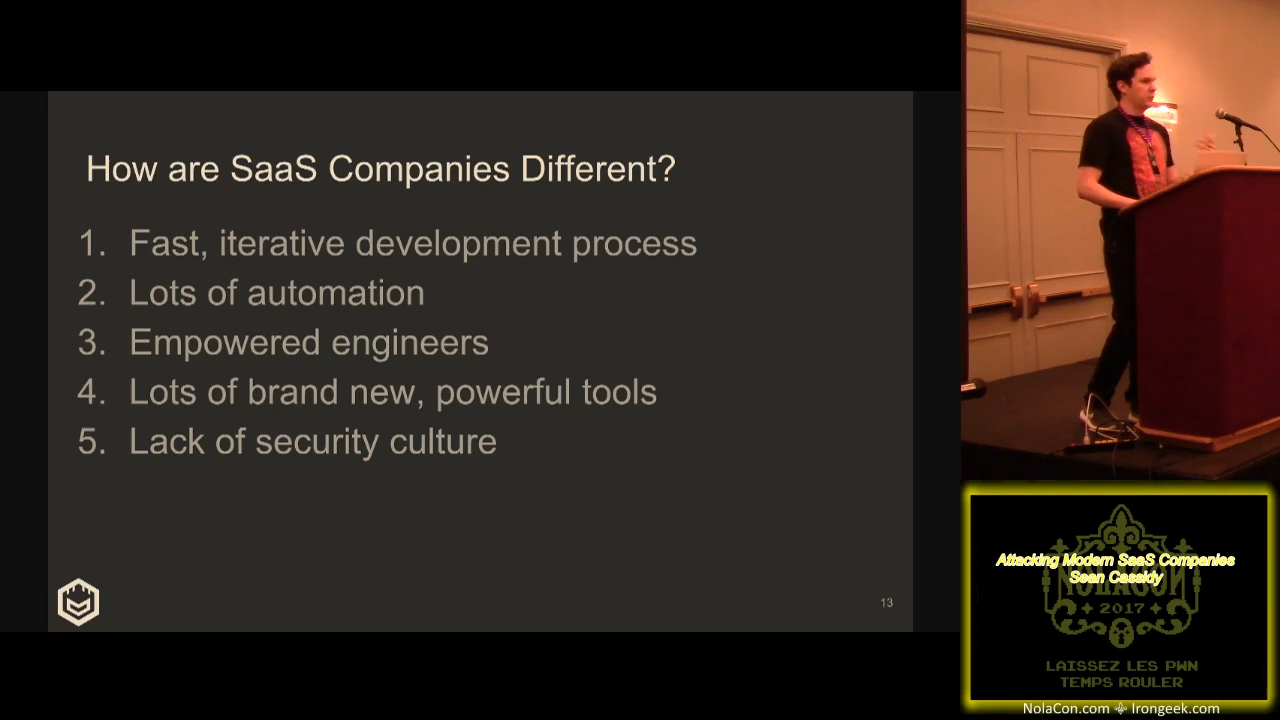 How are SaaS Companies Different?
1. Fast, iterative development process
2. Lots of automation
3. Empowered engineers
4. Lots of brand new, powerful tools
5. Lack of security culture
13
Attacking Modern SaaS Companies
Sean Cassidy
NOLACON
2017
LAISSEZ LES PWN
TEMPS ROULER
NolaCon.com ⚜ Irongeek.com